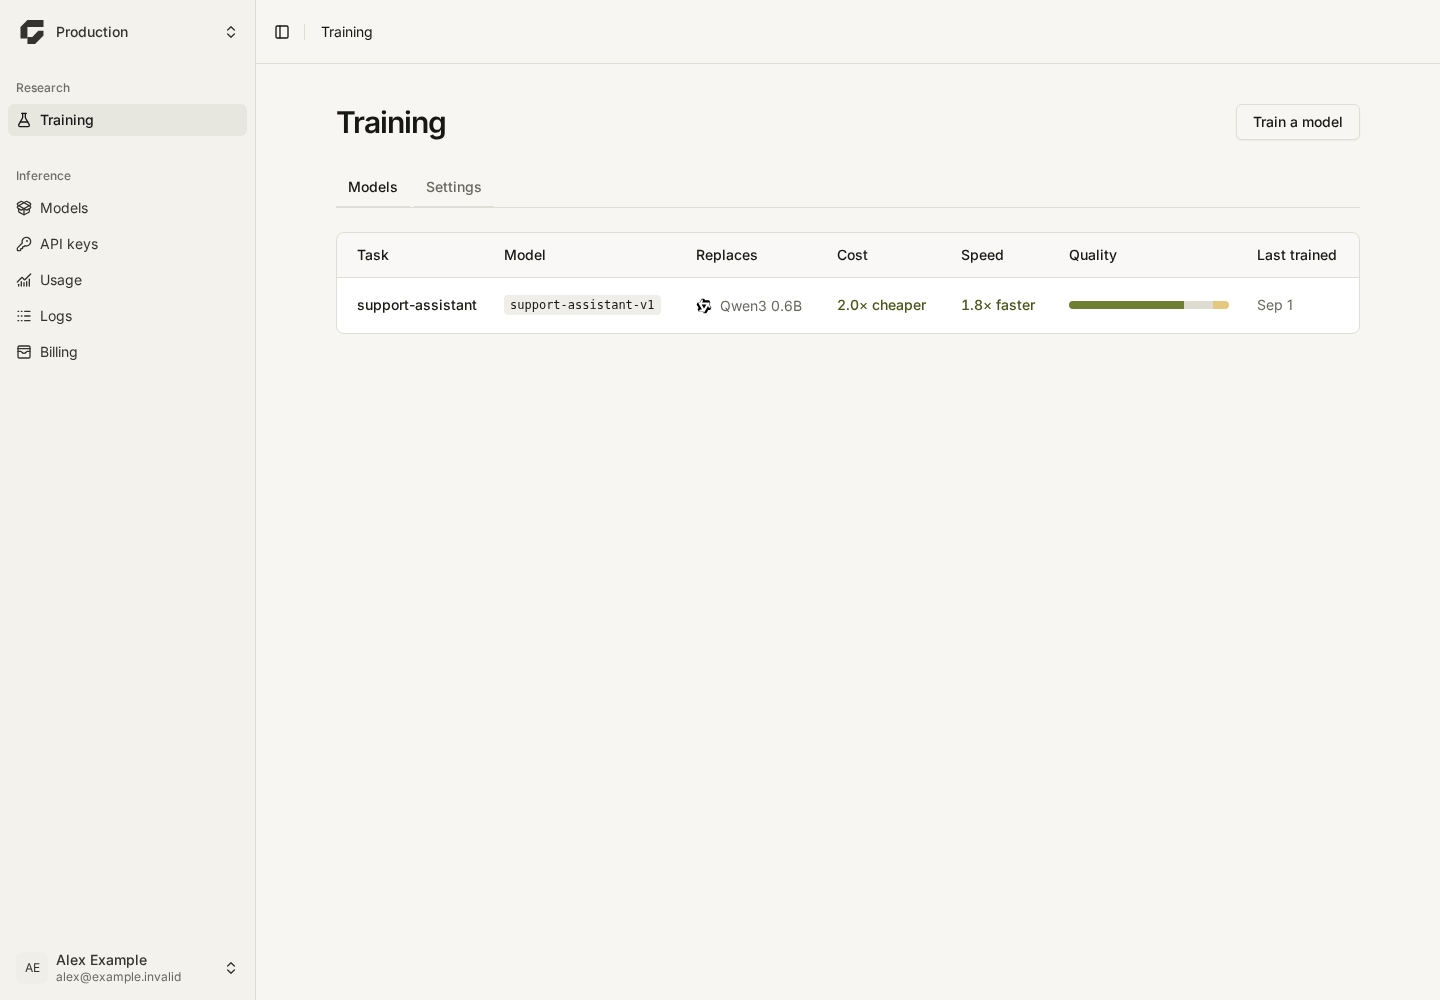 Production
Research
Training
Inference
Models
API keys
Usage
Logs
Billing
AE
Alex Example
alex@example.invalid
Training
Training
Train a model
Models Settings
Task Model Replaces Cost Speed Quality Last trained
support-assistant support-assistant-v1 Qwen3 0.6B 2.0× cheaper 1.8× faster Sep 1